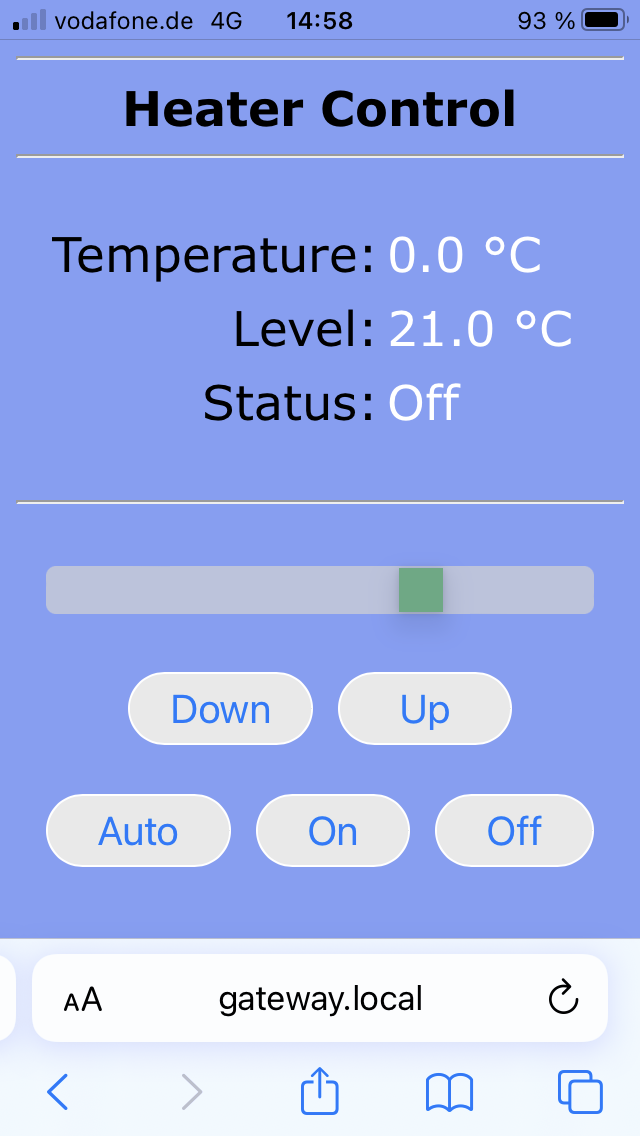 vodafone.de 4G 14:58 93 %
Heater Control
Temperature: 0.0 °C
Level: 21.0 °C
Status: Off
Down Up
Auto On Off
AA gateway.local